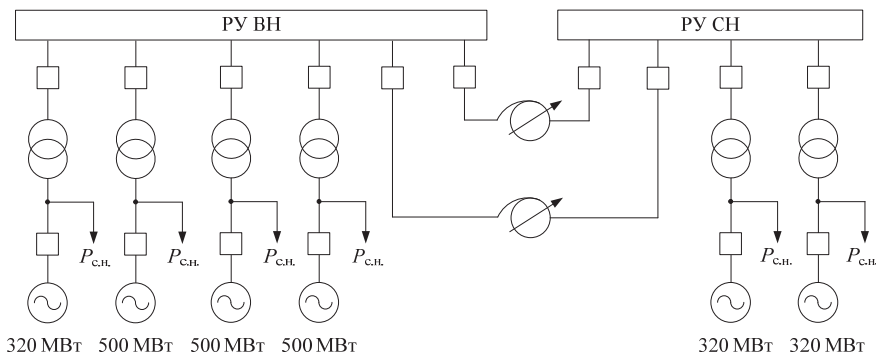 РУ ВН
РУ СН
Pс.н. Pс.н. Pс.н. Pс.н. Pс.н. Pс.н.
320 МВт 500 МВт 500 МВт 500 МВт 320 МВт 320 МВт